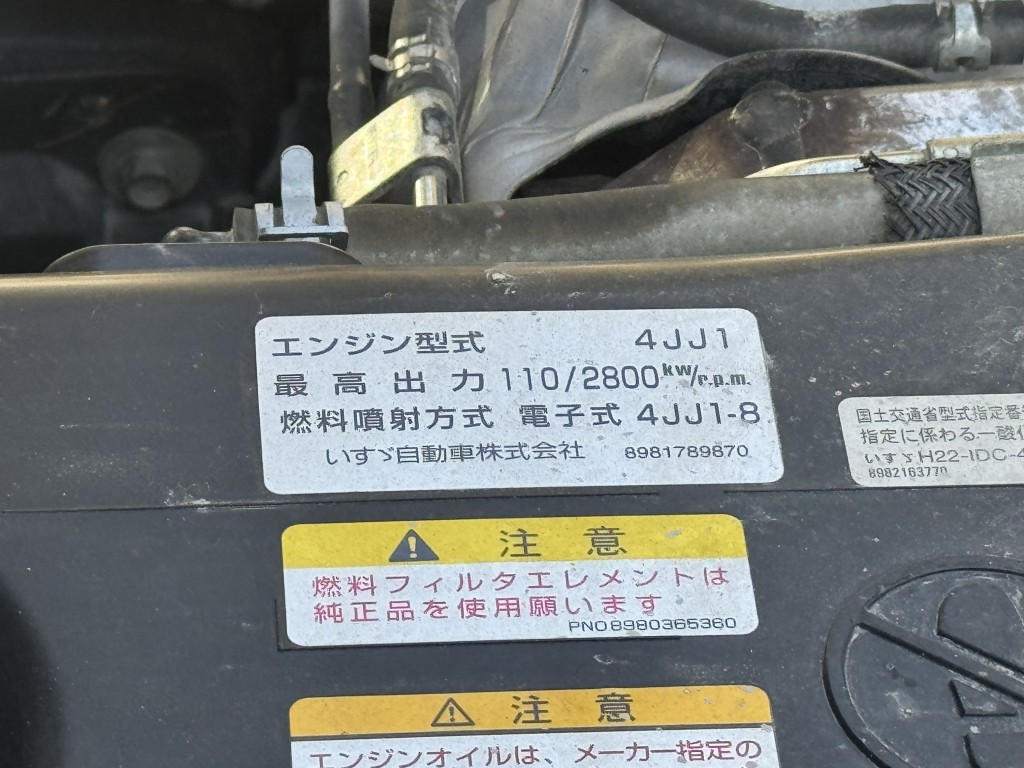 エンジン型式 4JJ1
最高出力 110/2800kW/r.p.m.
燃料噴射方式 電子式 4JJ1-8
いすゞ自動車株式会社 8981789870
国土交通省型式指定番
指定に係わる一酸化
いすゞH22-IDC-4
8982163770
注意
燃料フィルタエレメントは
純正品を使用願います
PNO8980365360
注意
エンジンオイルは、メーカー指定の